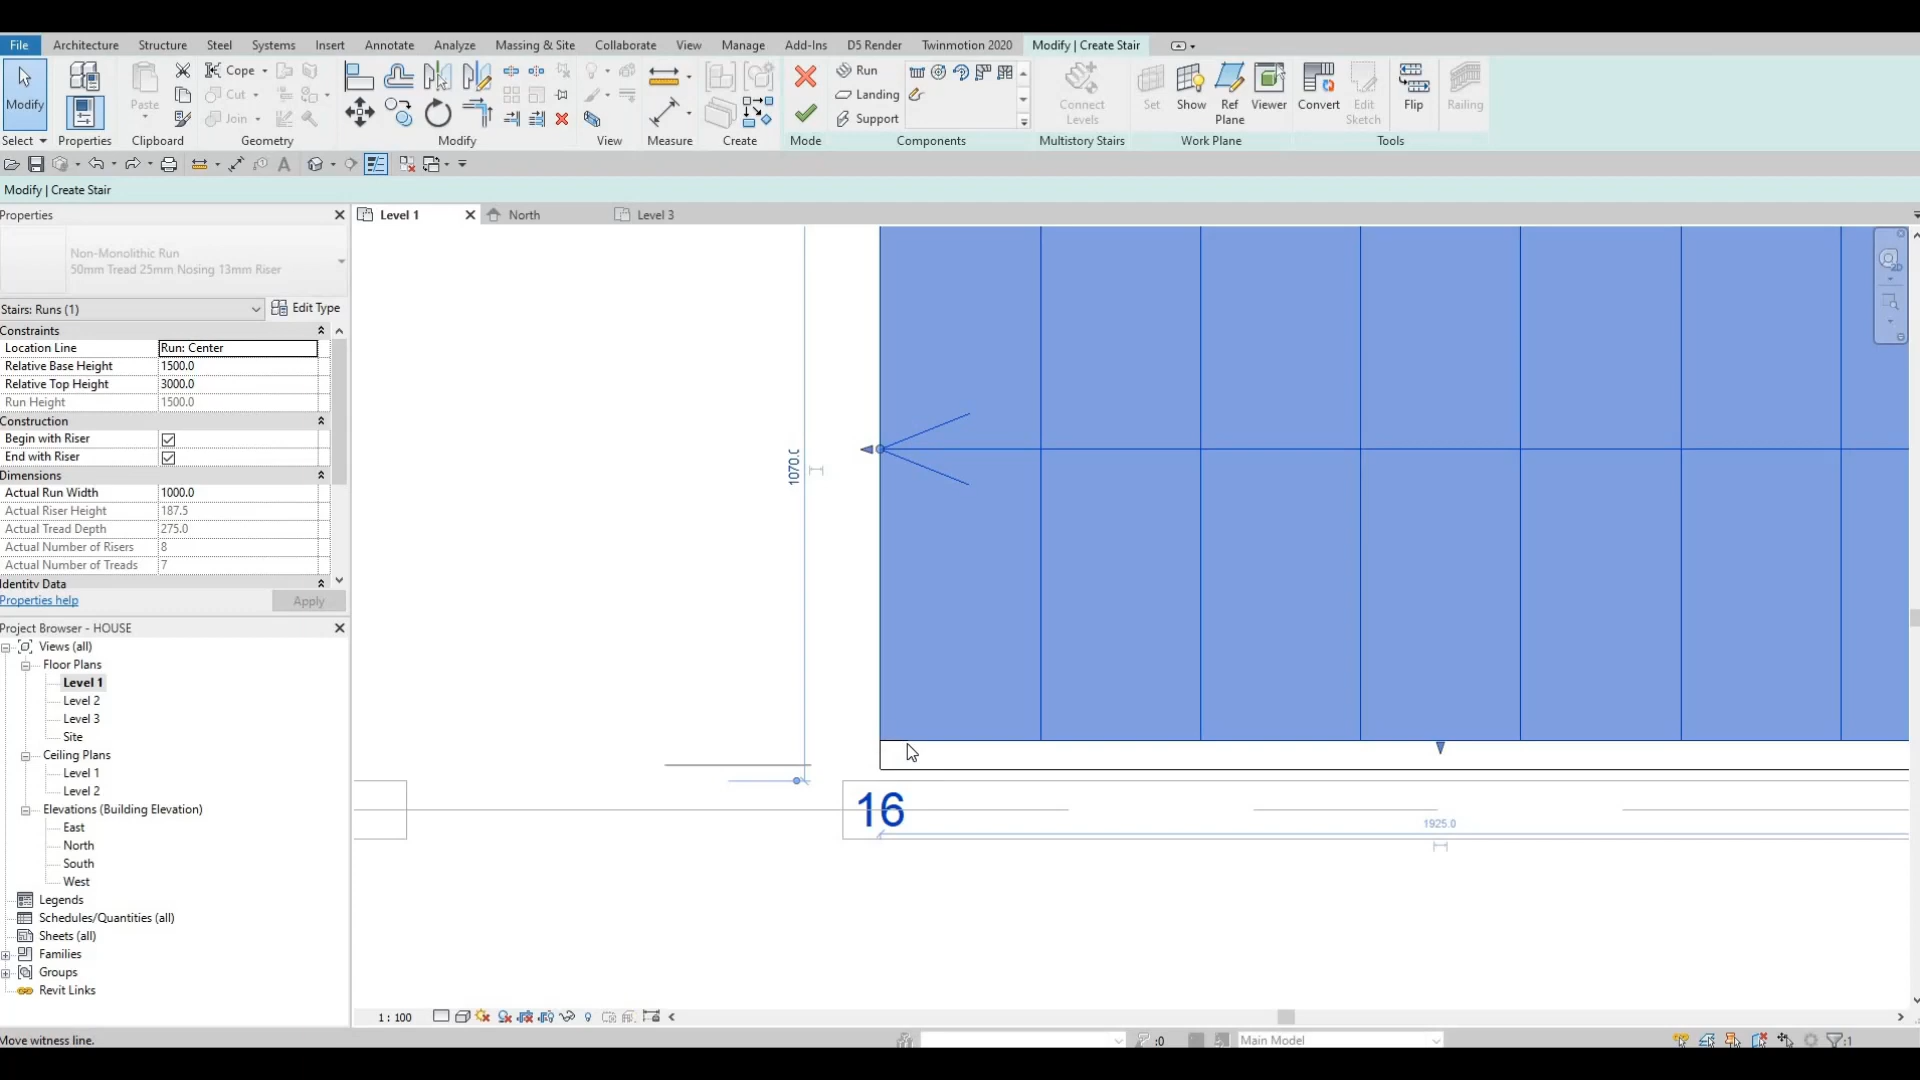 File Architecture Structure Steel Systems Insert Annotate Analyze Massing & Site Collaborate View Manage Add-Ins D5 Render Twinmotion 2020 Modify | Create Stair
Modify Paste Cope Cut Join Run Landing Support Connect Levels Set Show Ref Plane Viewer Convert Edit Sketch Flip Railing
Select Properties Clipboard Geometry Modify View Measure Create Mode Components Multistory Stairs Work Plane Tools
Modify | Create Stair
Properties
Level 1 North Level 3
Non-Monolithic Run
50mm Tread 25mm Nosing 13mm Riser
Stairs: Runs (1) Edit Type
Constraints
Location Line Run: Center
Relative Base Height 1500.0
Relative Top Height 3000.0
Run Height 1500.0
Construction
Begin with Riser
End with Riser
Dimensions
Actual Run Width 1000.0
Actual Riser Height 187.5
Actual Tread Depth 275.0
Actual Number of Risers 8
Actual Number of Treads 7
Identity Data
Properties help Apply
Project Browser - HOUSE
Views (all)
Floor Plans
Level 1
Level 2
Level 3
Site
Ceiling Plans
Level 1
Level 2
Elevations (Building Elevation)
East
North
South
West
Legends
Schedules/Quantities (all)
Sheets (all)
Families
Groups
Revit Links
1070.0
16
1925.0
1 : 100
Move witness line.
:0
Main Model
:1